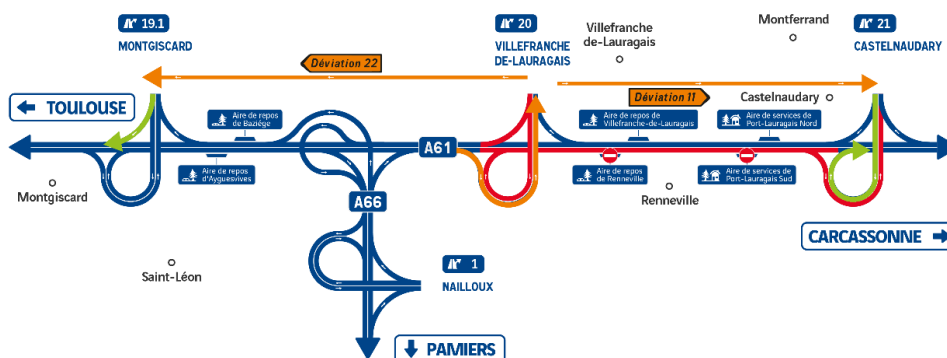 19.1
MONTGISCARD
20
VILLEFRANCHE
DE-LAURAGAIS
Villefranche
de-Lauragais
Montferrand
21
CASTELNAUDARY
Déviation 22
Déviation 11
TOULOUSE
Castelnaudary
Aire de repos
de Baziège
Aire de repos de
Villefranche-de-Lauragais
Aire de services de
Port-Lauragais Nord
A61
Aire de repos
d'Ayguesvives
Aire de repos
de Renneville
Aire de services de
Port-Lauragais Sud
Montgiscard
A66
Renneville
CARCASSONNE
Saint-Léon
1
NAILLOUX
PAMIERS